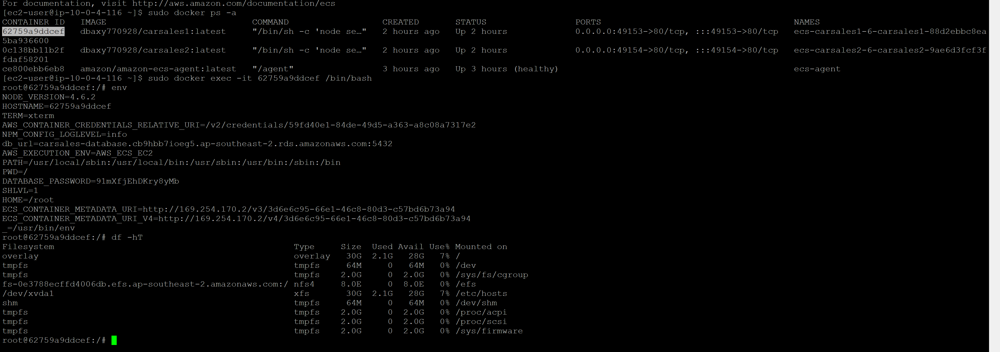 For documentation, visit http://aws.amazon.com/documentation/ecs
[ec2-user@ip-10-0-4-116 ~]$ sudo docker ps -a
CONTAINER ID   IMAGE                            COMMAND                  CREATED       STATUS                 PORTS                                     NAMES
62759a9ddcef   dbaxy770928/carsales1:latest     "/bin/sh -c 'node se…"   2 hours ago   Up 2 hours             0.0.0.0:49153->80/tcp, :::49153->80/tcp   ecs-carsales1-6-carsales1-88d2ebbc8ea
5ba936600
0c138bb11b2f   dbaxy770928/carsales2:latest     "/bin/sh -c 'node se…"   2 hours ago   Up 2 hours             0.0.0.0:49154->80/tcp, :::49154->80/tcp   ecs-carsales2-6-carsales2-9ae6d3fcf3f
fdaf58201
ce800ebb6eb8   amazon/amazon-ecs-agent:latest   "/agent"                 3 hours ago   Up 3 hours (healthy)                                             ecs-agent
[ec2-user@ip-10-0-4-116 ~]$ sudo docker exec -it 62759a9ddcef /bin/bash
root@62759a9ddcef:/# env
NODE_VERSION=4.6.2
HOSTNAME=62759a9ddcef
TERM=xterm
AWS_CONTAINER_CREDENTIALS_RELATIVE_URI=/v2/credentials/59fd40e1-84de-49d5-a363-a8c08a7317e2
NPM_CONFIG_LOGLEVEL=info
db_url=carsales-database.cb9hbb7ioeg5.ap-southeast-2.rds.amazonaws.com:5432
AWS_EXECUTION_ENV=AWS_ECS_EC2
PATH=/usr/local/sbin:/usr/local/bin:/usr/sbin:/usr/bin:/sbin:/bin
PWD=/
DATABASE_PASSWORD=91mXfjEhDKry8yMb
SHLVL=1
HOME=/root
ECS_CONTAINER_METADATA_URI=http://169.254.170.2/v3/3d6e6c95-66e1-46c8-80d3-c57bd6b73a94
ECS_CONTAINER_METADATA_URI_V4=http://169.254.170.2/v4/3d6e6c95-66e1-46c8-80d3-c57bd6b73a94
_=/usr/bin/env
root@62759a9ddcef:/# df -hT
Filesystem                                              Type     Size  Used Avail Use% Mounted on
overlay                                                 overlay   30G  2.1G   28G   7% /
tmpfs                                                   tmpfs     64M     0   64M   0% /dev
tmpfs                                                   tmpfs    2.0G     0  2.0G   0% /sys/fs/cgroup
fs-0e3788ecffd4006db.efs.ap-southeast-2.amazonaws.com:/ nfs4     8.0E     0  8.0E   0% /efs
/dev/xvda1                                              xfs       30G  2.1G   28G   7% /etc/hosts
shm                                                     tmpfs     64M     0   64M   0% /dev/shm
tmpfs                                                   tmpfs    2.0G     0  2.0G   0% /proc/acpi
tmpfs                                                   tmpfs    2.0G     0  2.0G   0% /proc/scsi
tmpfs                                                   tmpfs    2.0G     0  2.0G   0% /sys/firmware
root@62759a9ddcef:/#